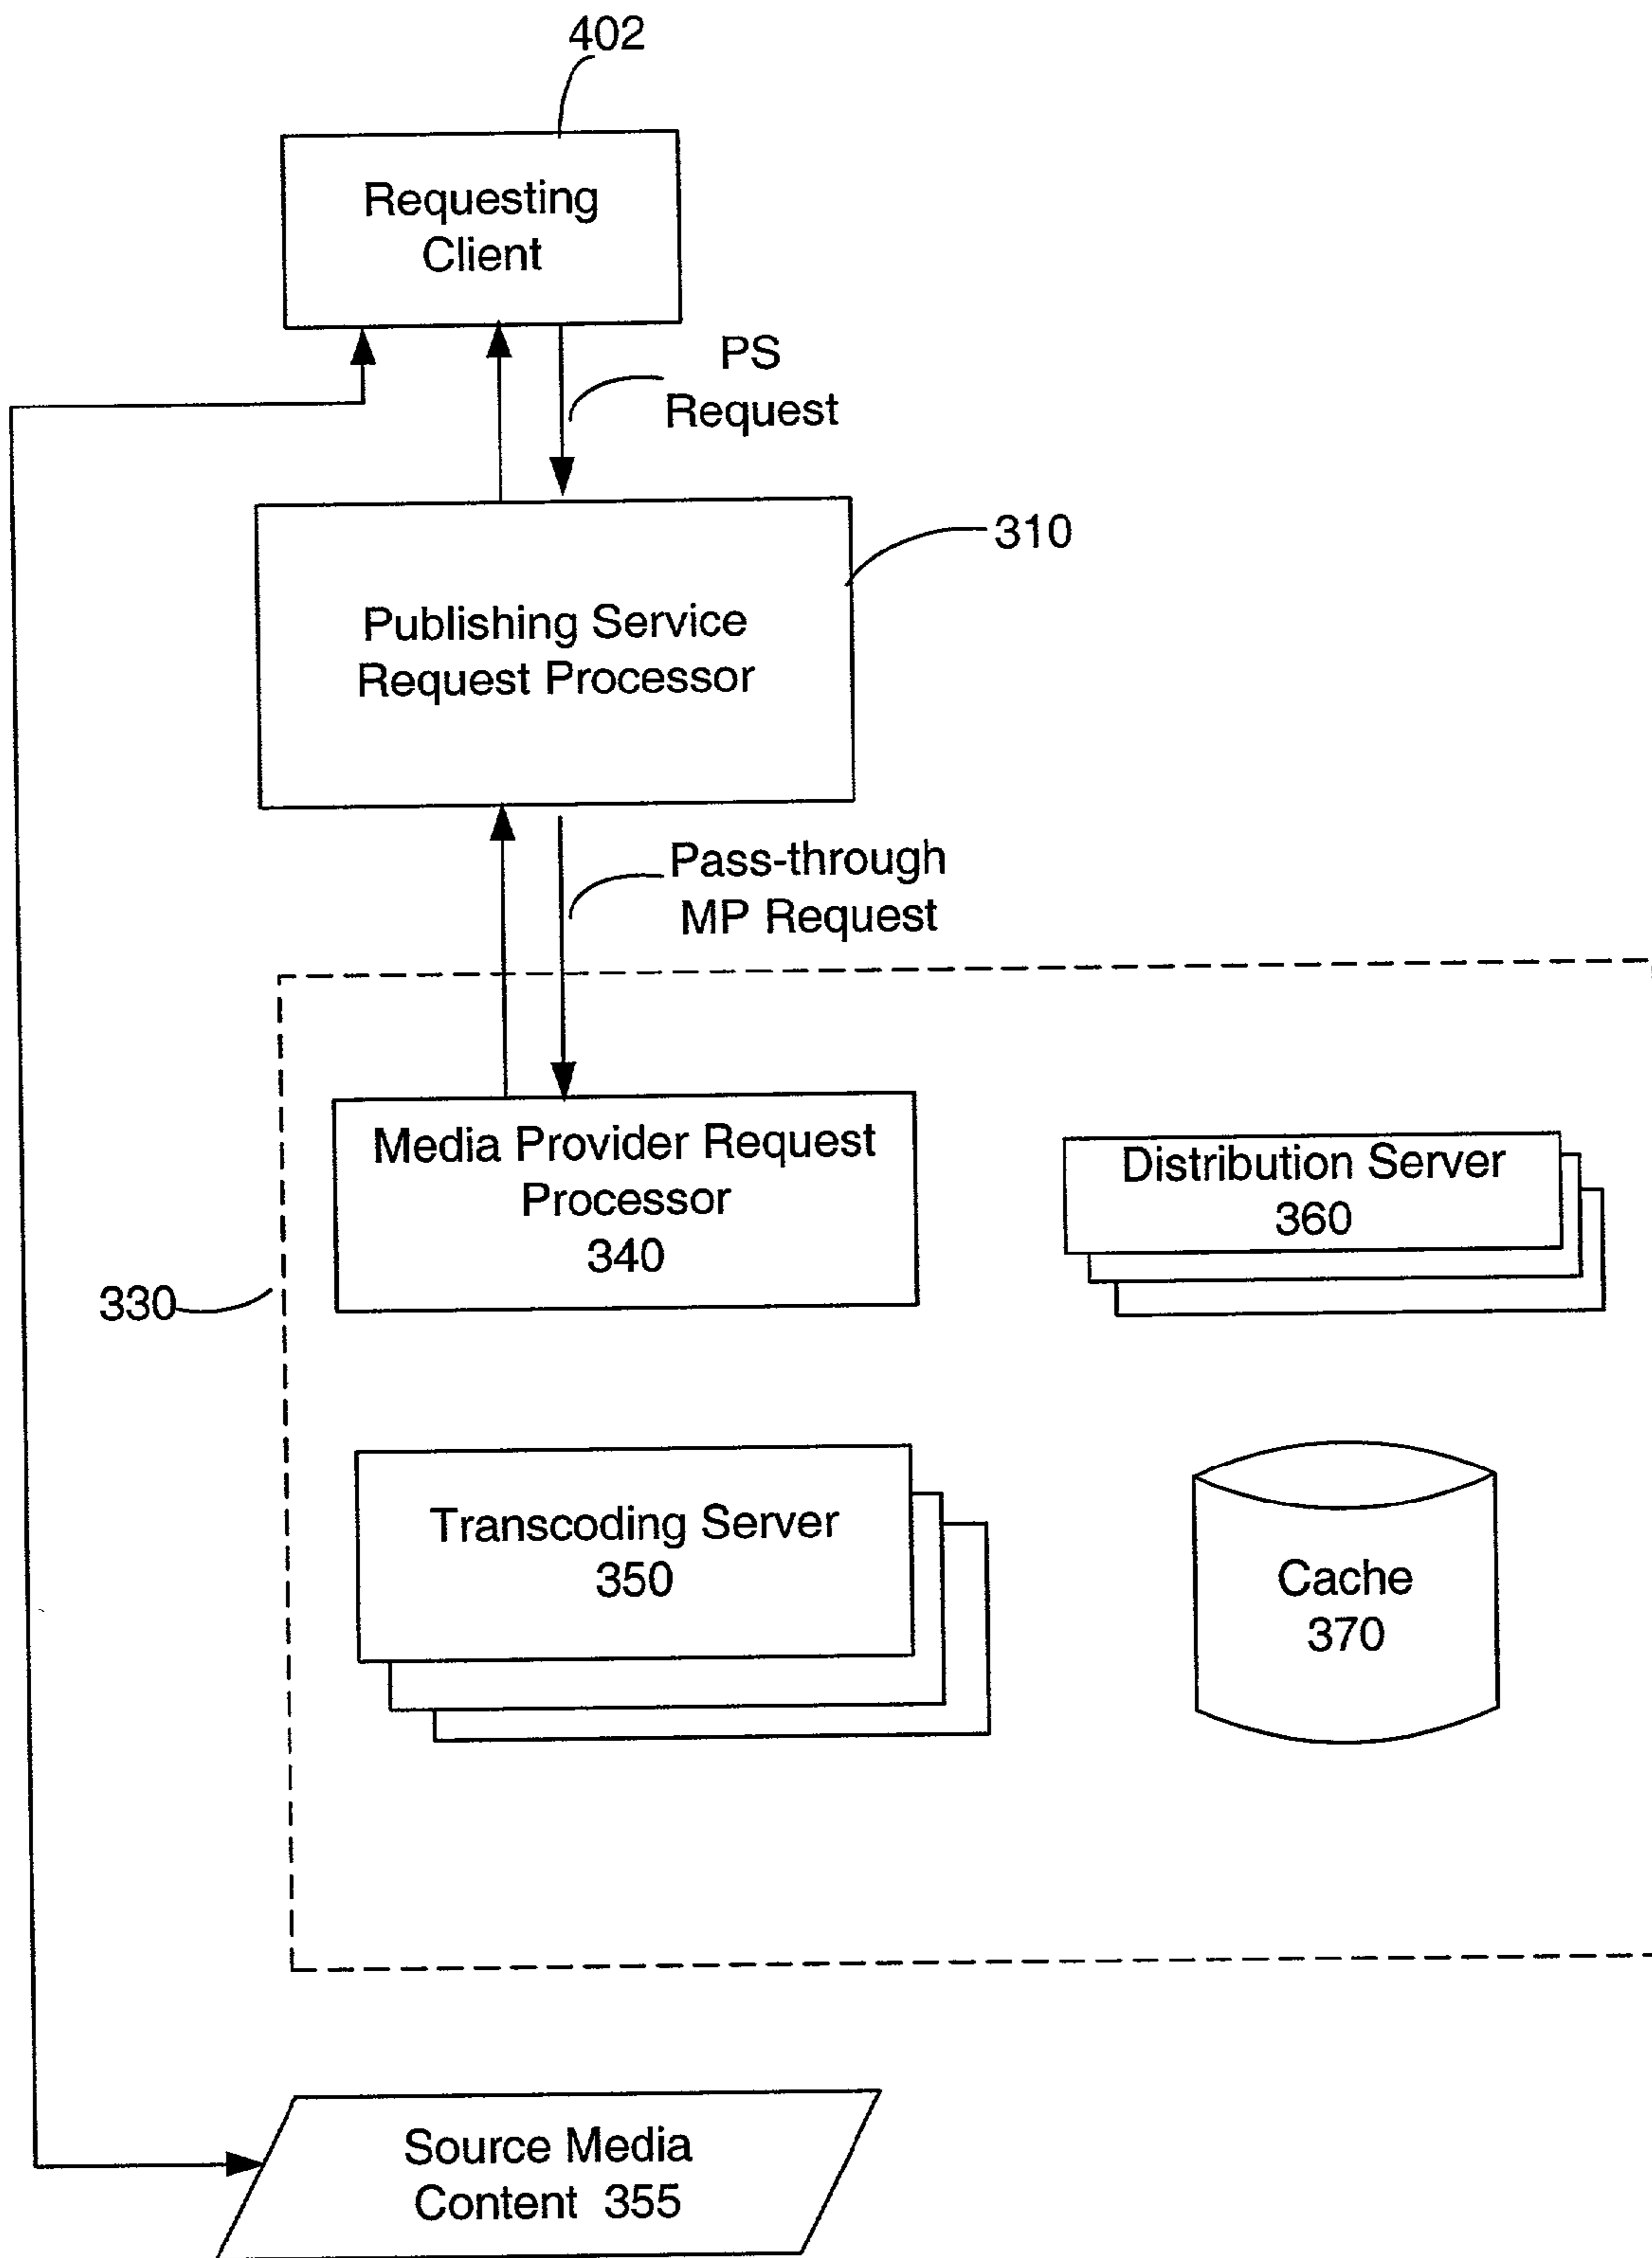 402
Requesting
Client
PS
Request
310
Publishing Service
Request Processor
Pass-through
MP Request
Media Provider Request
Processor
340
Distribution Server
360
330
Transcoding Server
350
Cache
370
Source Media
Content 355